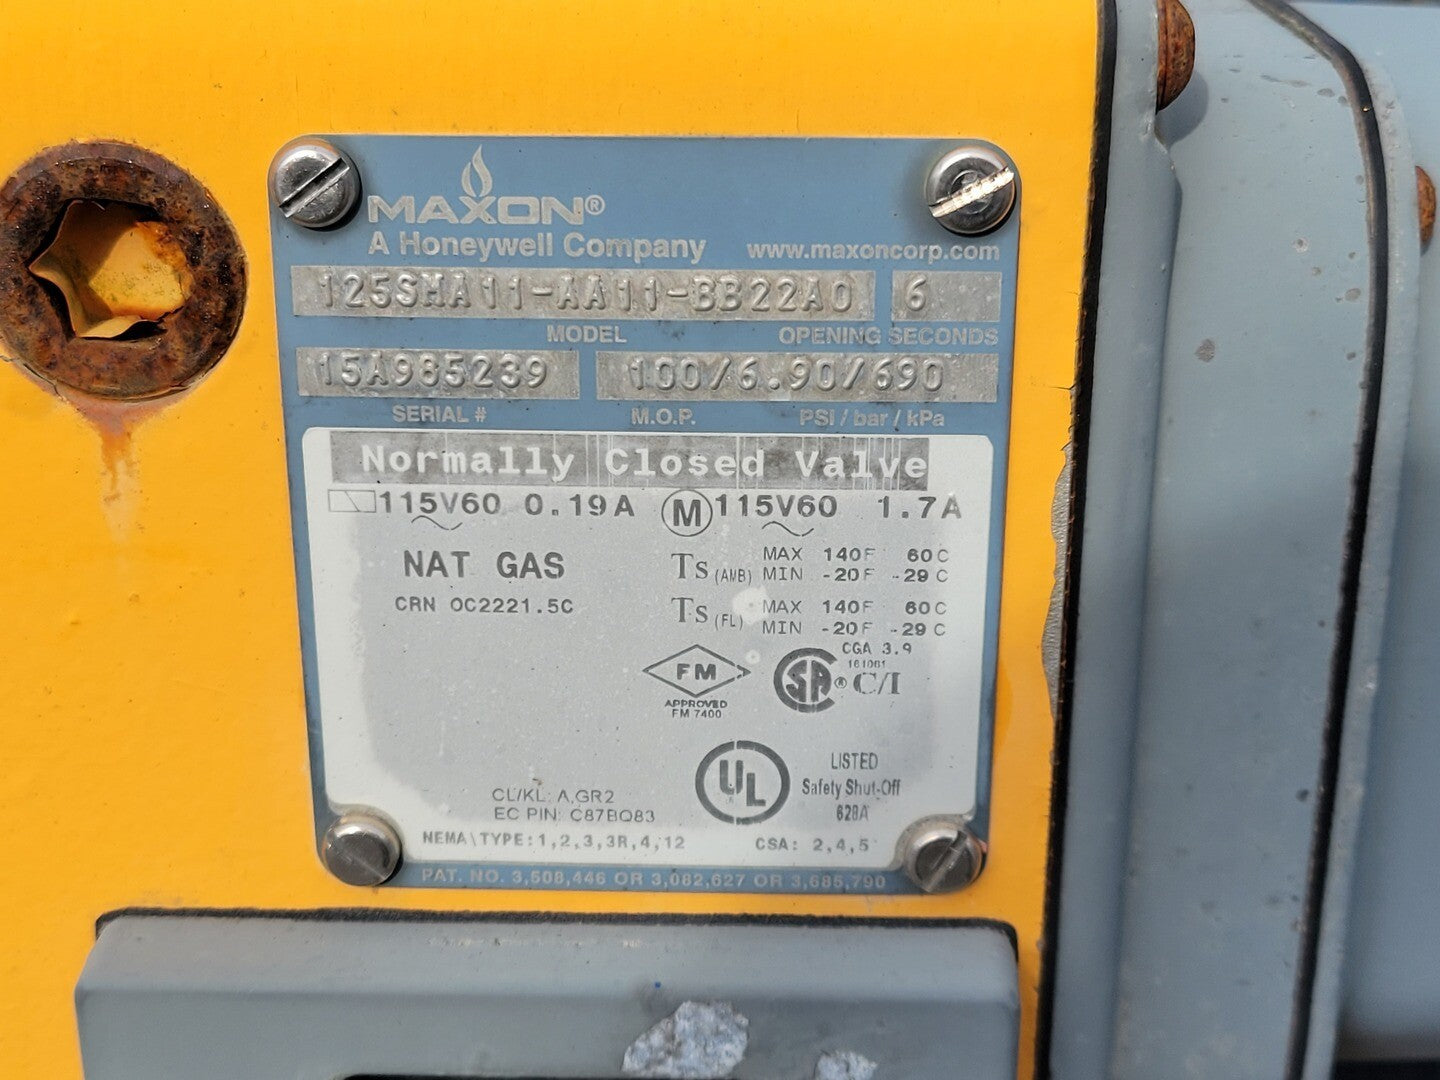 MAXON®
A Honeywell Company www.maxoncorp.com
125SMA11-AA11-BB22A0 6
MODEL OPENING SECONDS
15A985239 100/6.90/690
SERIAL # M.O.P. PSI / bar / kPa
Normally Closed Valve
115V60 0.19A M 115V60 1.7A
NAT GAS
CRN 0C2221.5C
Ts (AMB) MAX 140F 60C
MIN -20F -29C
Ts (FL) MAX 140F 60C
MIN -20F -29C
FM
APPROVED
FM 7400
CGA 3.9
161061
SA ® C/I
UL
LISTED
Safety Shut-Off
628A
CL/KL: A,GR2
EC PIN: C87BQ83
NEMA\TYPE:1,2,3,3R,4,12 CSA: 2,4,5
PAT. NO. 3,508,446 OR 3,082,627 OR 3,685,790